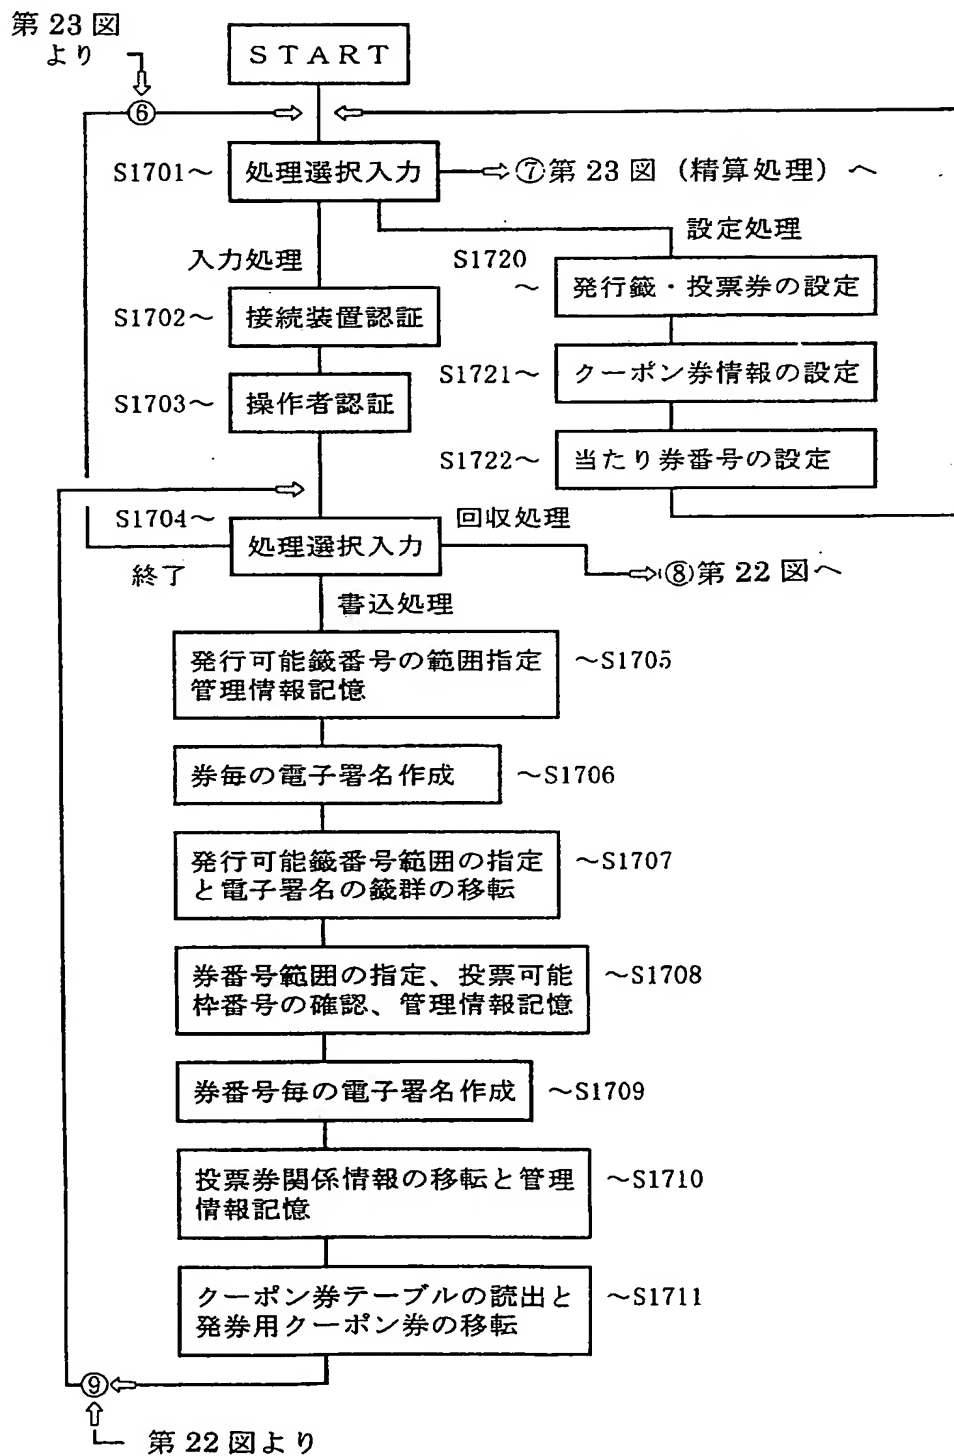 第 23 図
より
START
⑥
S1701～ 処理選択入力 ⑦第 23 図 (精算処理) へ
設定処理
入力処理
S1720
～ 発行籤・投票券の設定
S1702～ 接続装置認証
S1721～ クーポン券情報の設定
S1703～ 操作者認証
S1722～ 当たり券番号の設定
S1704～ 処理選択入力
回収処理
⑧第 22 図へ
終了
書込処理
発行可能籤番号の範囲指定 ～S1705
管理情報記憶
券毎の電子署名作成 ～S1706
発行可能籤番号範囲の指定 ～S1707
と電子署名の籤群の移転
券番号範囲の指定、投票可能 ～S1708
枠番号の確認、管理情報記憶
券番号毎の電子署名作成 ～S1709
投票券関係情報の移転と管理 ～S1710
情報記憶
クーポン券テーブルの読出と ～S1711
発券用クーポン券の移転
⑨
第 22 図より